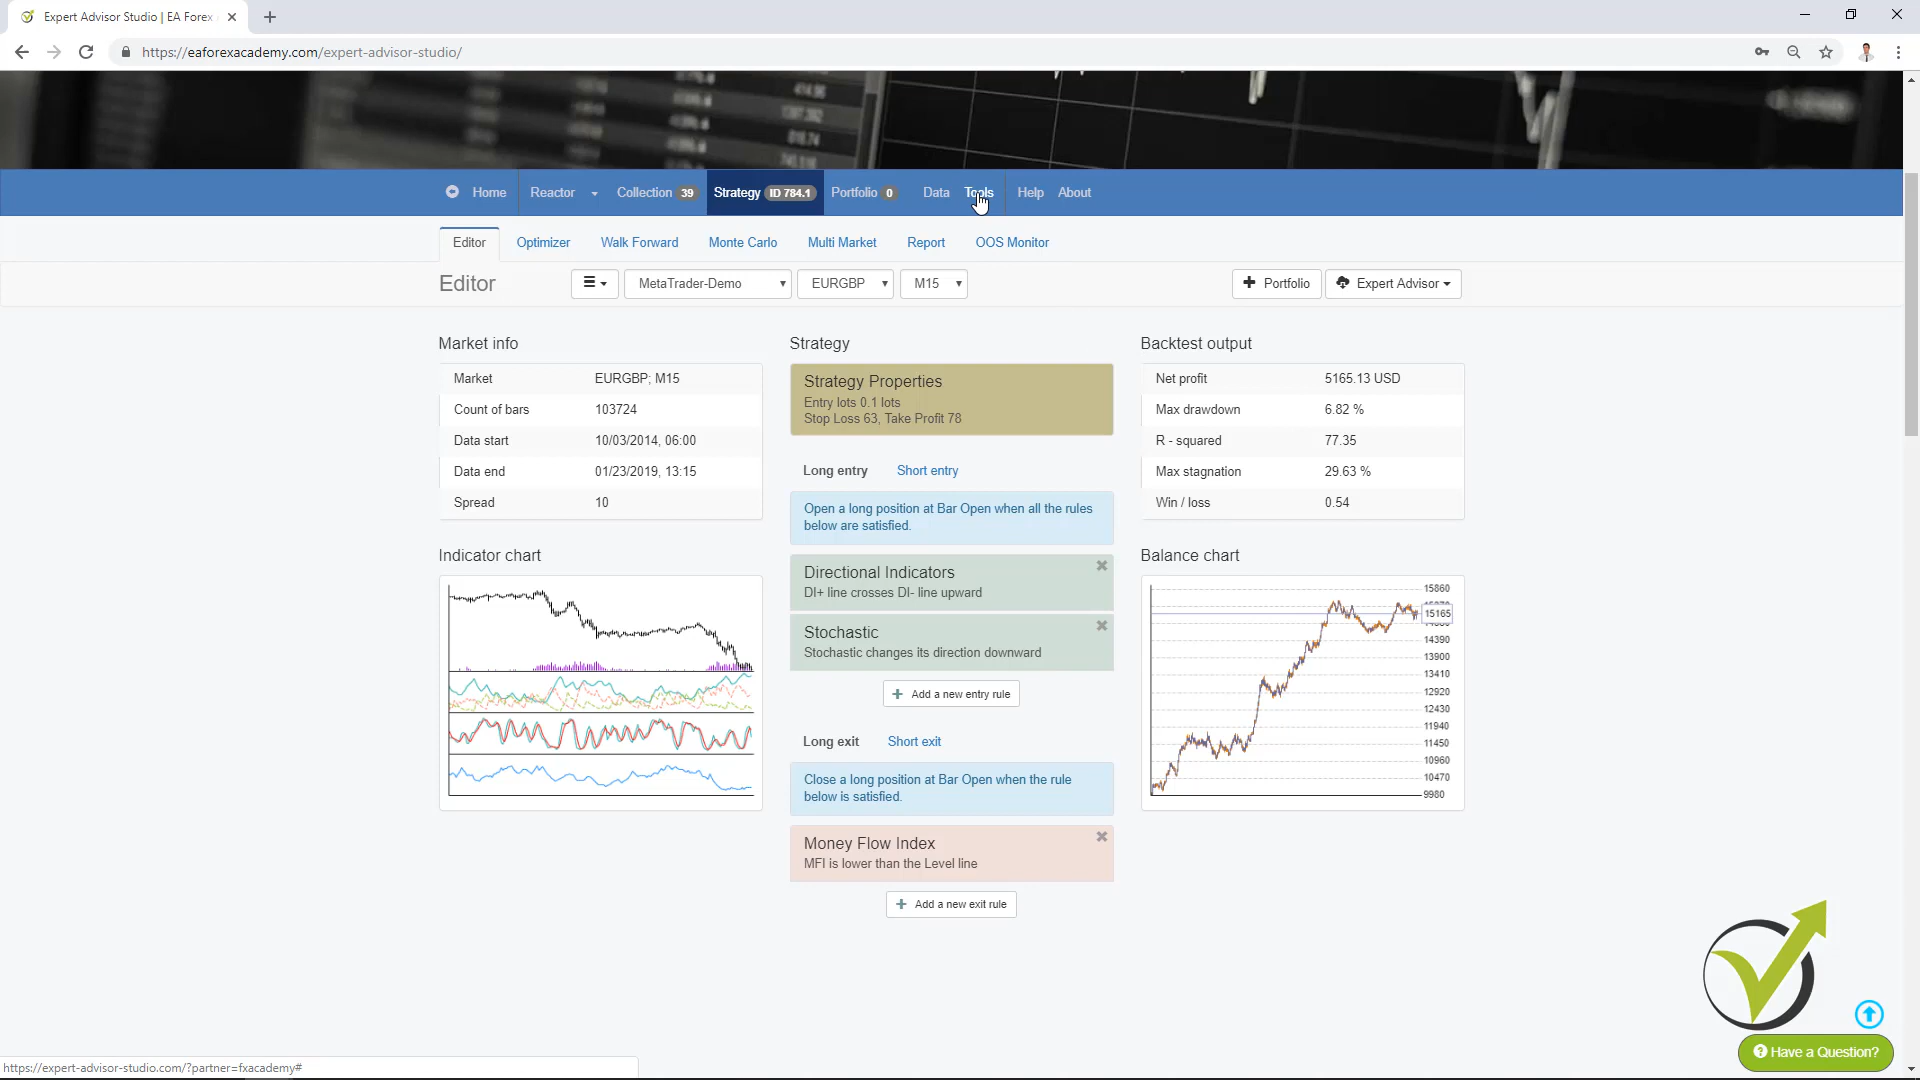 Expert Advisor Studio | EA Forex
https://eaforexacademy.com/expert-advisor-studio/
Home
Reactor
Collection 39
Strategy ID 784.1
Portfolio 0
Data
Tools
Help
About
Editor
Optimizer
Walk Forward
Monte Carlo
Multi Market
Report
OOS Monitor
Editor
MetaTrader-Demo
EURGBP
M15
Portfolio
Expert Advisor
Market info
Market EURGBP; M15
Count of bars 103724
Data start 10/03/2014, 06:00
Data end 01/23/2019, 13:15
Spread 10
Indicator chart
Strategy
Strategy Properties
Entry lots 0.1 lots
Stop Loss 63, Take Profit 78
Long entry
Short entry
Open a long position at Bar Open when all the rules
below are satisfied.
Directional Indicators
DI+ line crosses DI- line upward
Stochastic
Stochastic changes its direction downward
Add a new entry rule
Long exit
Short exit
Close a long position at Bar Open when the rule
below is satisfied.
Money Flow Index
MFI is lower than the Level line
Add a new exit rule
Backtest output
Net profit 5165.13 USD
Max drawdown 6.82 %
R - squared 77.35
Max stagnation 29.63 %
Win / loss 0.54
Balance chart
15860
15165
14390
13900
13410
12920
12430
11940
11450
10960
10470
9980
Have a Question?
https://expert-advisor-studio.com/?partner=fxacademy#